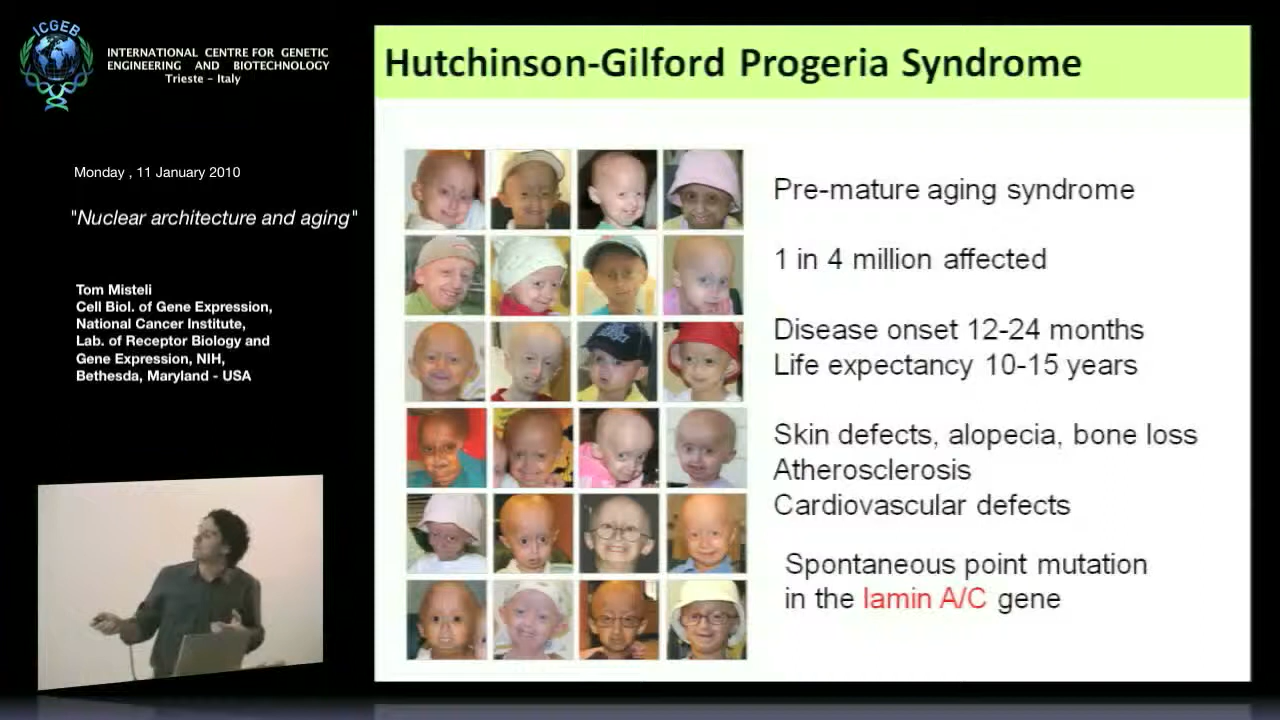 ICGEB
INTERNATIONAL CENTRE FOR GENETIC
ENGINEERING AND BIOTECHNOLOGY
Trieste - Italy
Monday , 11 January 2010
"Nuclear architecture and aging"
Tom Misteli
Cell Biol. of Gene Expression,
National Cancer Institute,
Lab. of Receptor Biology and
Gene Expression, NIH,
Bethesda, Maryland - USA
Hutchinson-Gilford Progeria Syndrome
Pre-mature aging syndrome
1 in 4 million affected
Disease onset 12-24 months
Life expectancy 10-15 years
Skin defects, alopecia, bone loss
Atherosclerosis
Cardiovascular defects
Spontaneous point mutation
in the lamin A/C gene